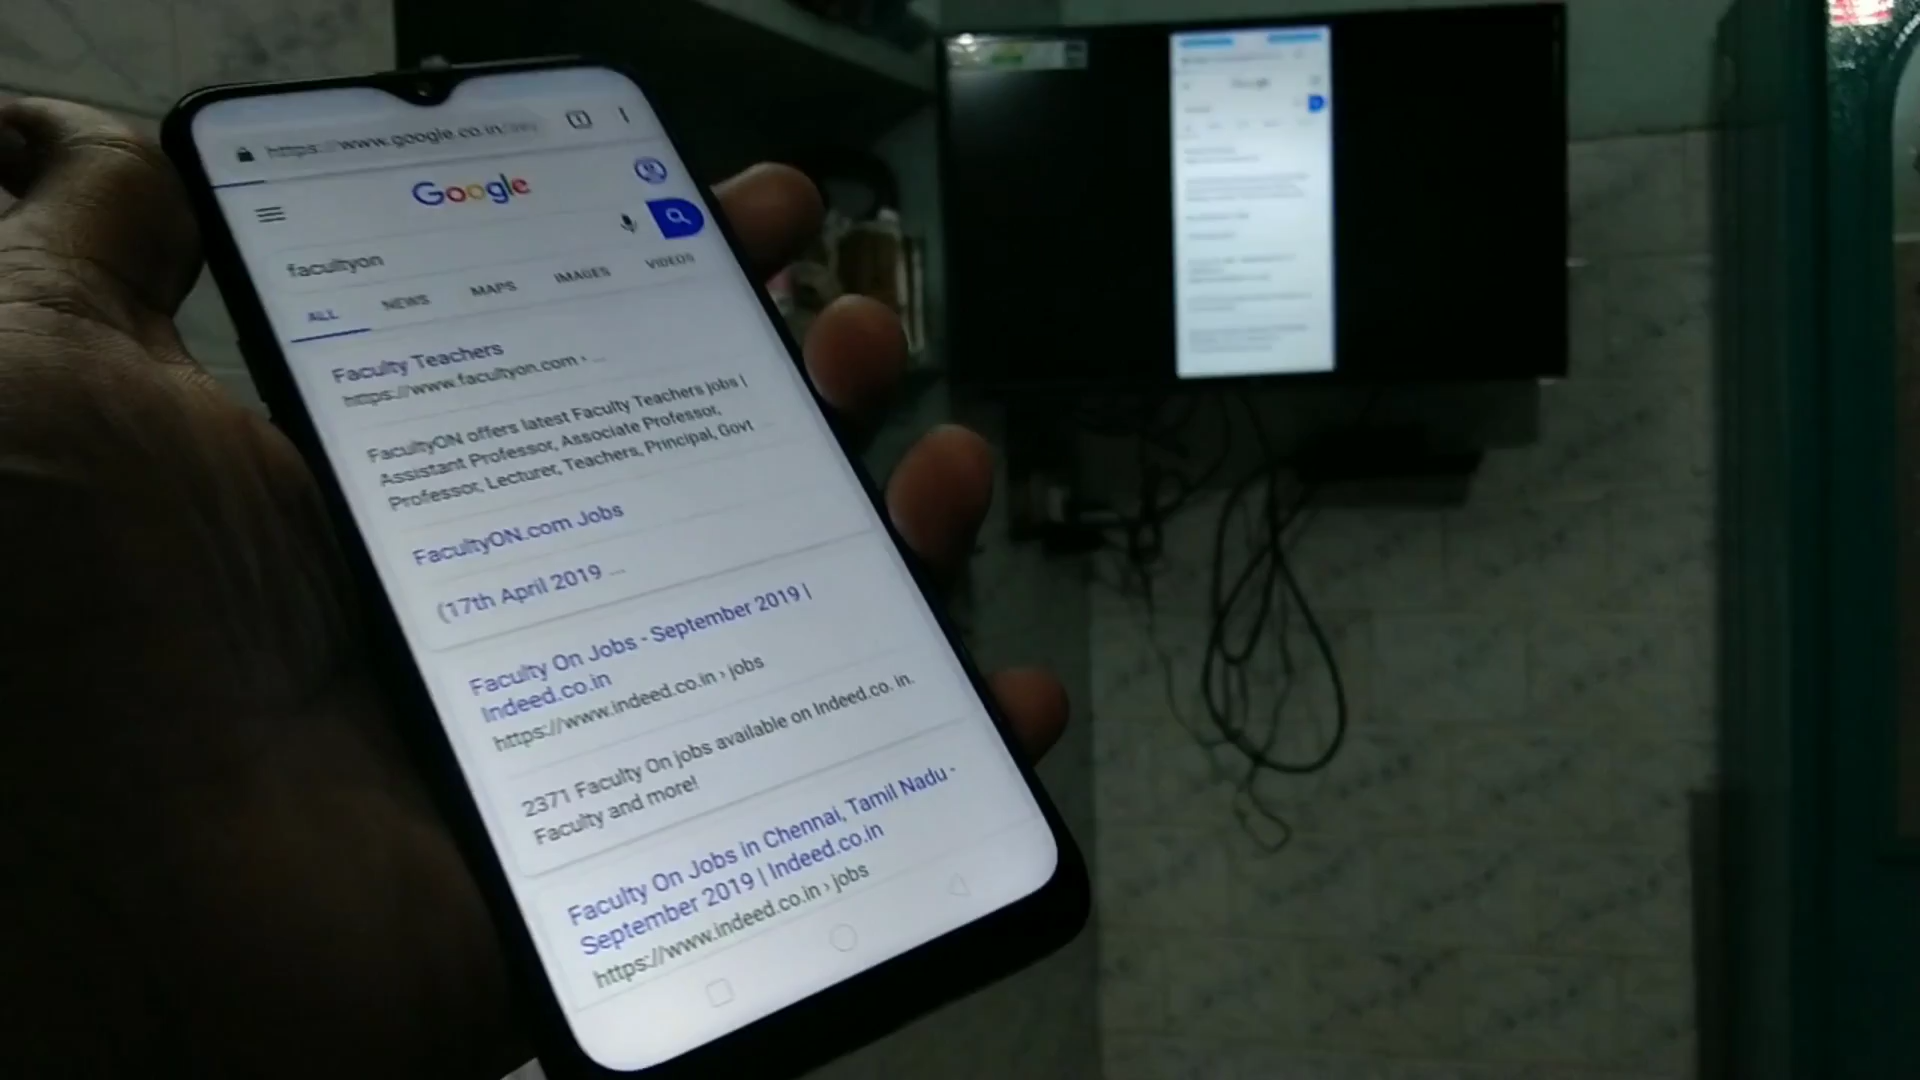 https://www.google.co.in/
Google
facultyon
ALL NEWS MAPS IMAGES VIDEOS
Faculty Teachers
https://www.facultyon.com › ...
FacultyON offers latest Faculty Teachers jobs |
Assistant Professor, Associate Professor,
Professor, Lecturer, Teachers, Principal, Govt
FacultyON.com Jobs
(17th April 2019 ...
Faculty On Jobs - September 2019 |
Indeed.co.in
https://www.indeed.co.in › jobs
2371 Faculty On jobs available on Indeed.co. in.
Faculty and more!
Faculty On Jobs in Chennai, Tamil Nadu -
September 2019 | Indeed.co.in
https://www.indeed.co.in › jobs